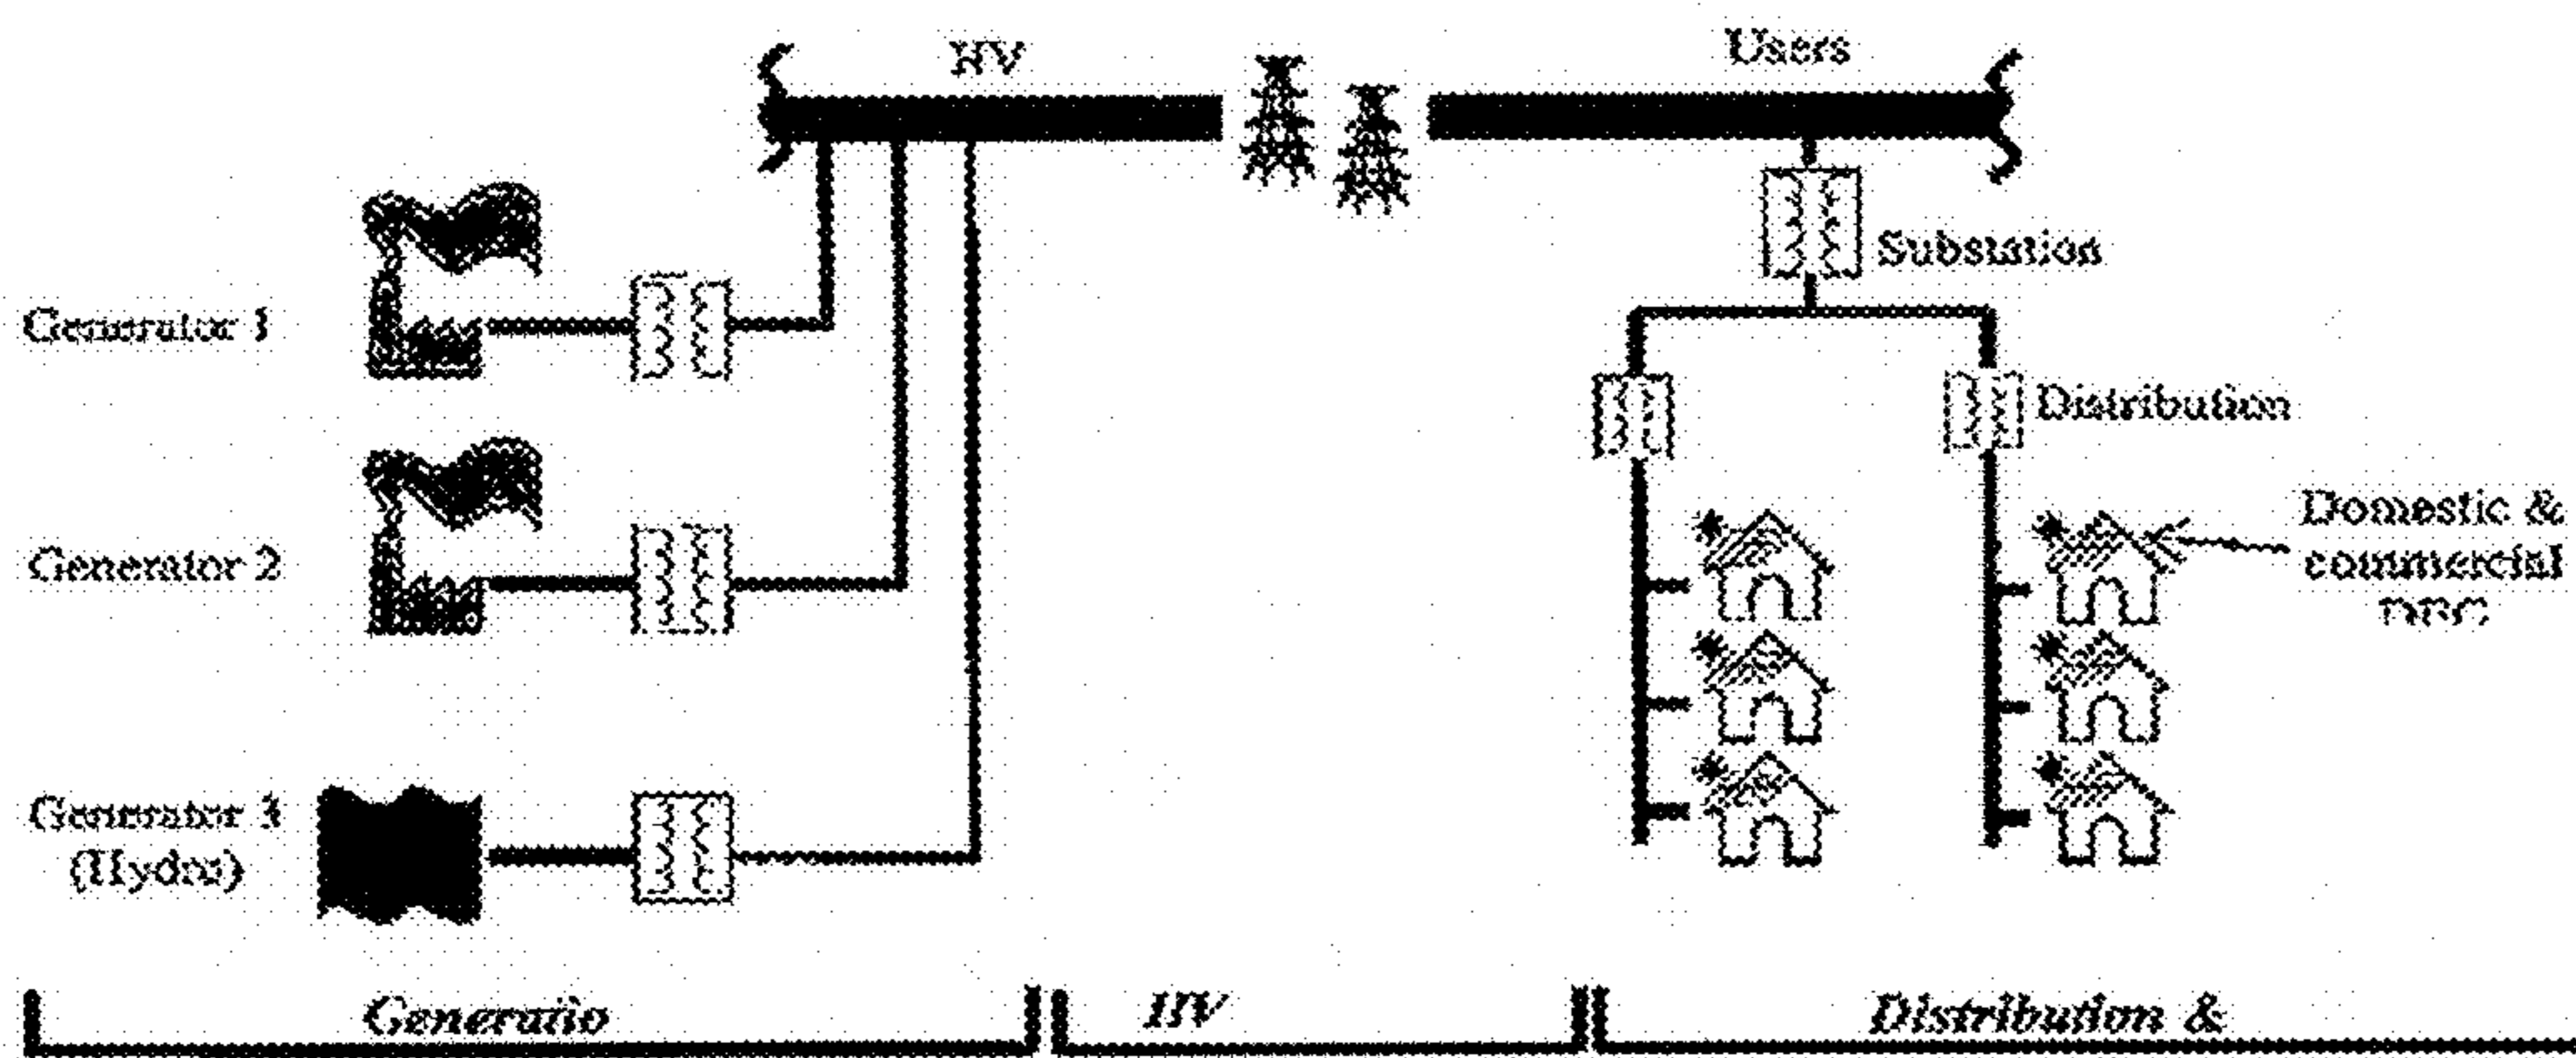 HV
Users
Substation
Generator 1
Distribution
Generator 2
Domestic &
commercial
Generator 3
(Hydro)
Generatio
HV
Distribution &